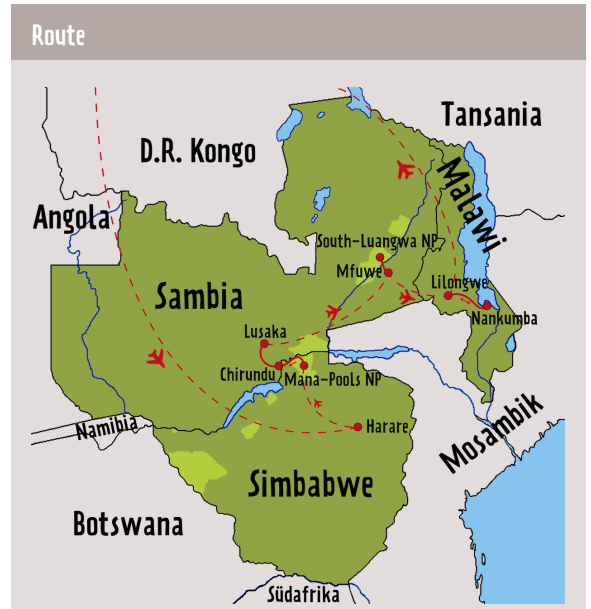 Route
Tansania
D.R. Kongo
Malawi
Angola
South-Luangwa NP
Mfuwe
Lilongwe
Sambia
Nankumba
Lusaka
Chirundu
Mana-Pools NP
Namibia
Harare
Mosambik
Simbabwe
Botswana
Südafrika